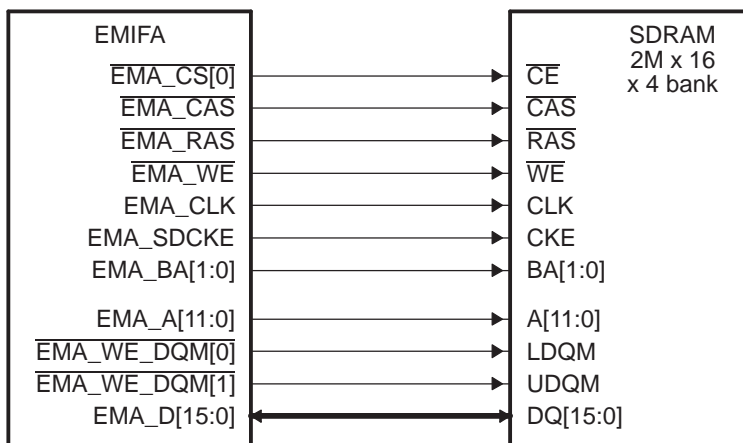 EMIFA
EMA_CS[0]
EMA_CAS
EMA_RAS
EMA_WE
EMA_CLK
EMA_SDCKE
EMA_BA[1:0]
EMA_A[11:0]
EMA_WE_DQM[0]
EMA_WE_DQM[1]
EMA_D[15:0]
SDRAM
2M x 16
x 4 bank
CE
CAS
RAS
WE
CLK
CKE
BA[1:0]
A[11:0]
LDQM
UDQM
DQ[15:0]